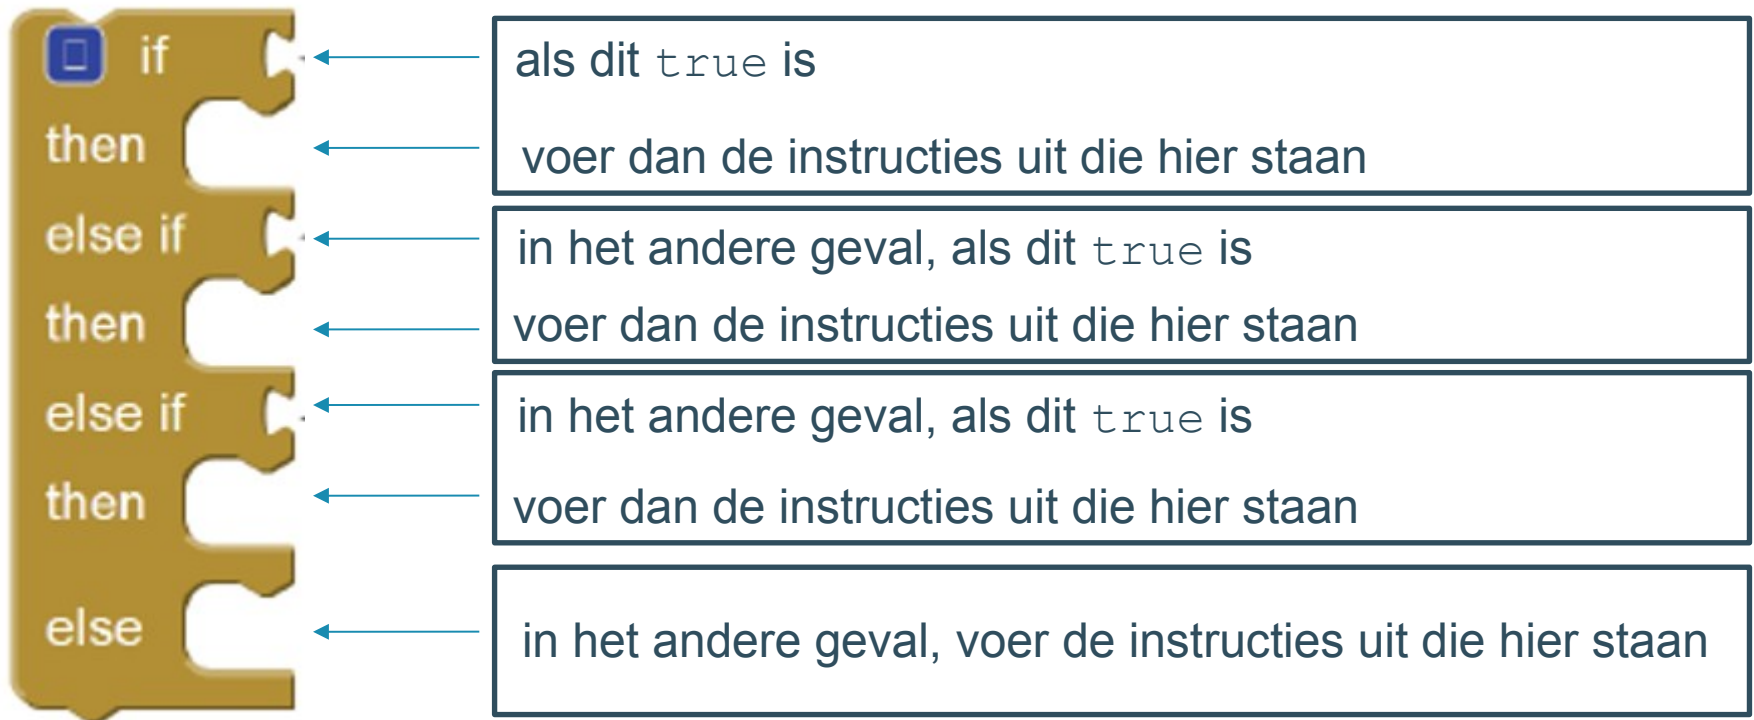 if
als dit true is
then
voer dan de instructies uit die hier staan
else if
in het andere geval, als dit true is
then
voer dan de instructies uit die hier staan
else if
in het andere geval, als dit true is
then
voer dan de instructies uit die hier staan
else
in het andere geval, voer de instructies uit die hier staan